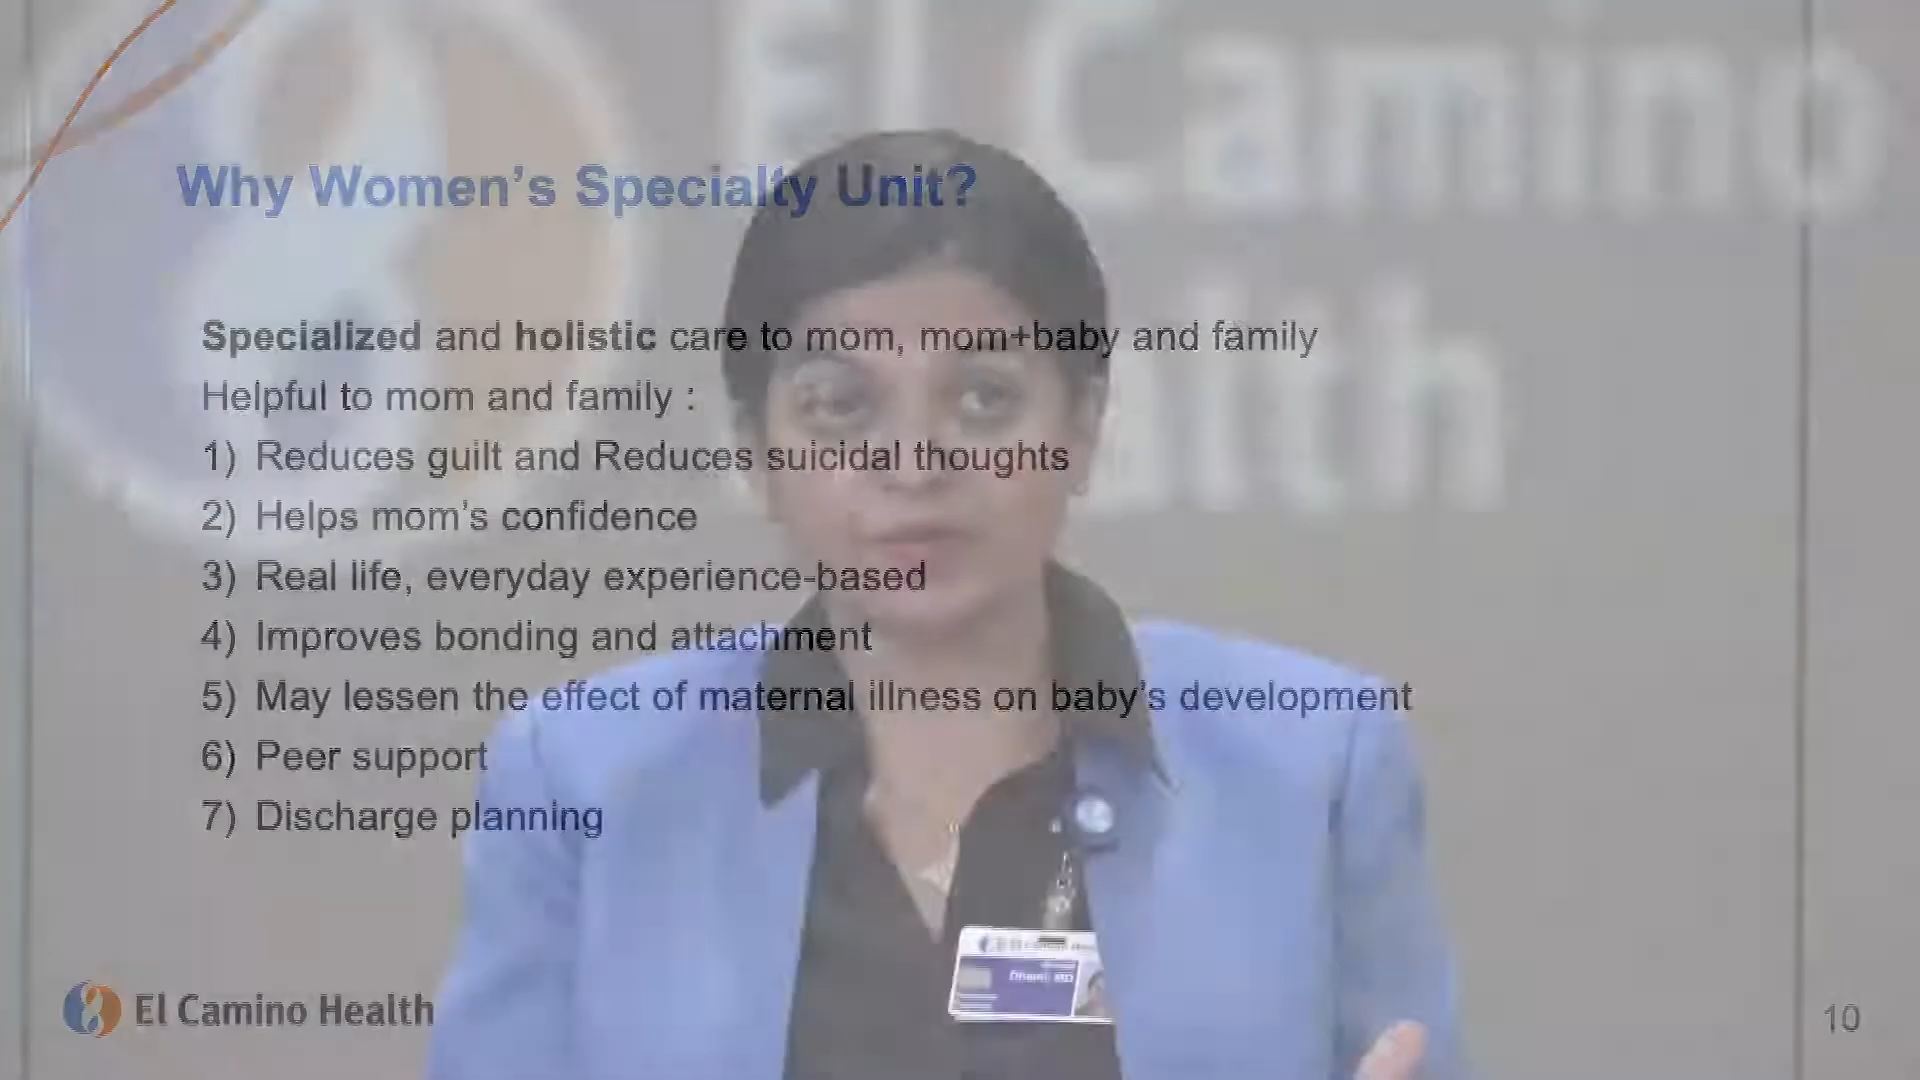 El Camino
Health
Why Women's Specialty Unit?
Specialized and holistic care to mom, mom+baby and family
Helpful to mom and family :
1) Reduces guilt and Reduces suicidal thoughts
2) Helps mom's confidence
3) Real life, everyday experience-based
4) Improves bonding and attachment
5) May lessen the effect of maternal illness on baby's development
6) Peer support
7) Discharge planning
El Camino Health
10